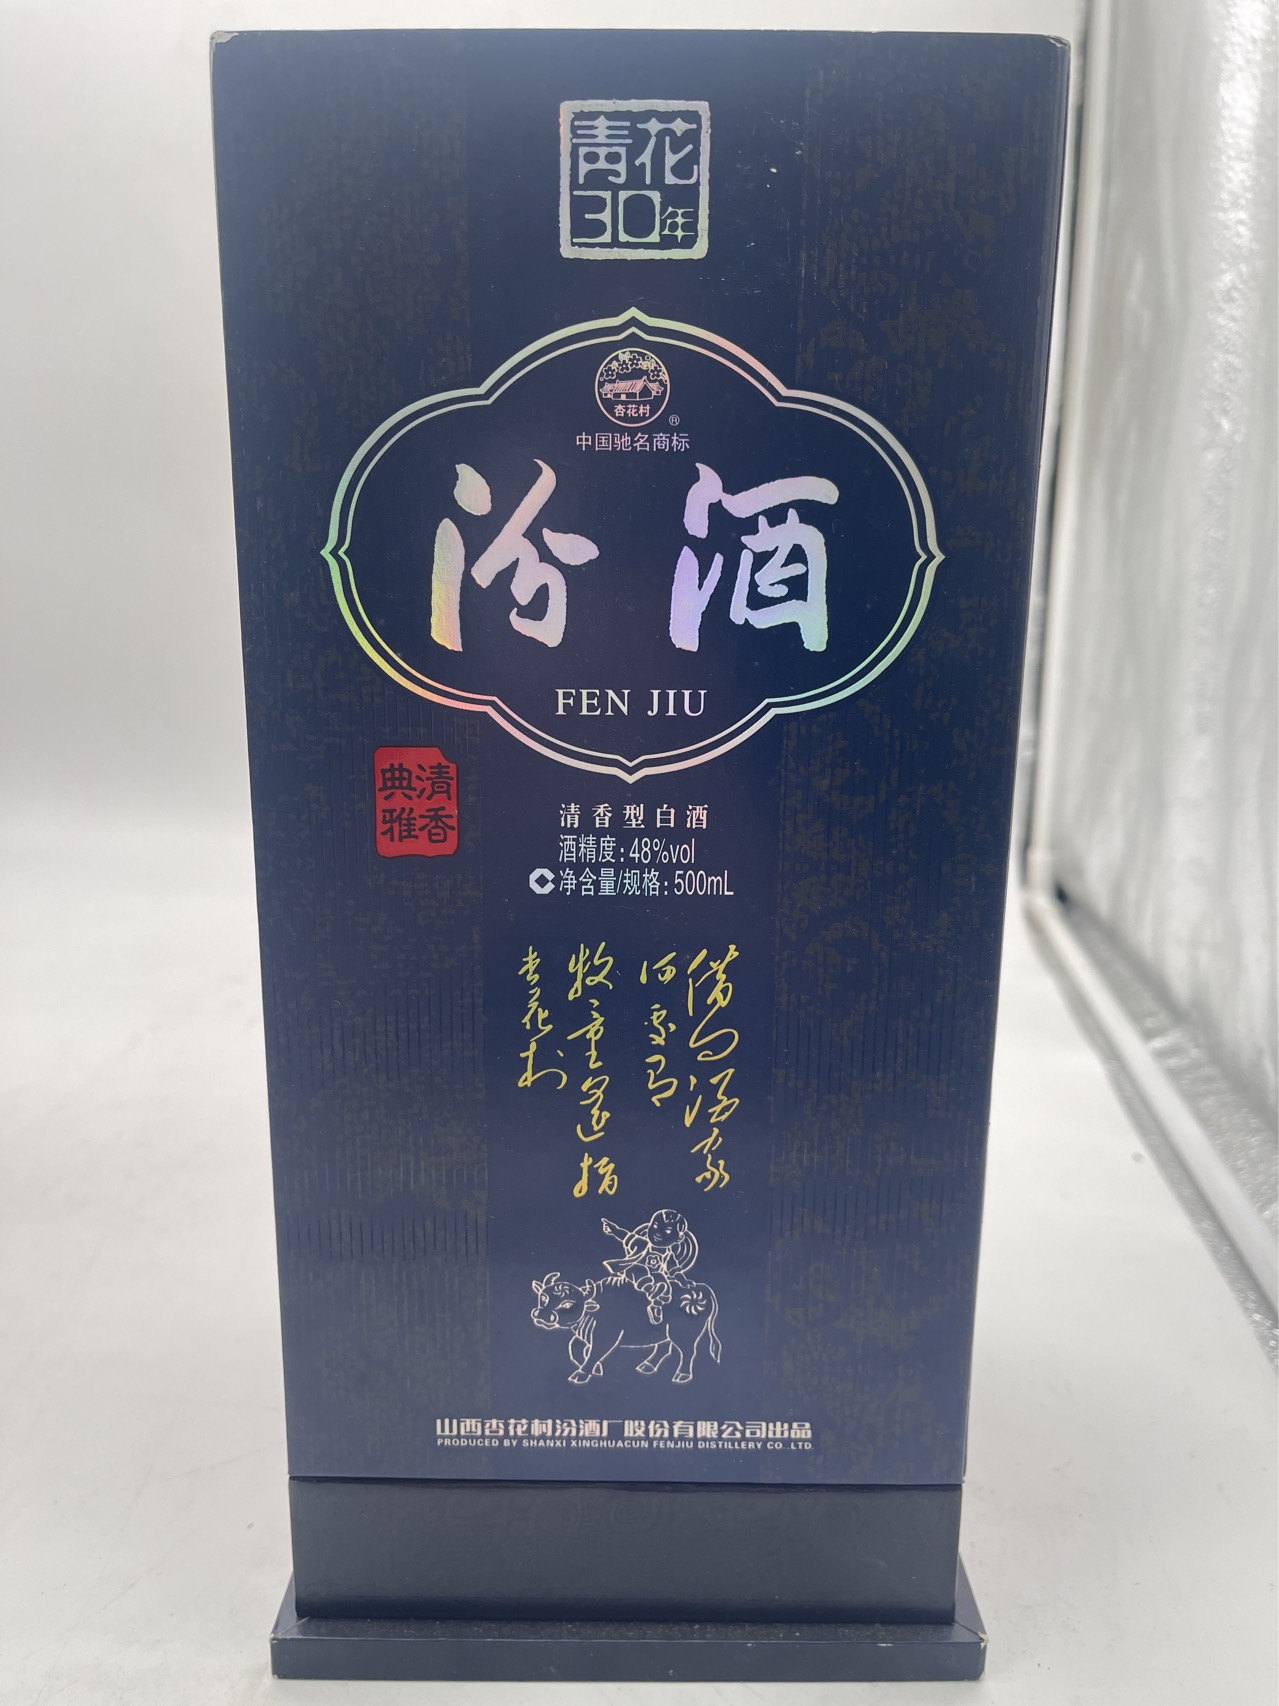 青花
30年
杏花村
®
中国驰名商标
汾酒
FEN JIU
清香
典雅
清香型白酒
酒精度:48%vol
净含量/规格:500mL
借问酒家
何处有
牧童遥指
杏花村
山西杏花村汾酒厂股份有限公司出品
PRODUCED BY SHANXI XINGHUACUN FENJIU DISTILLERY CO.,LTD.